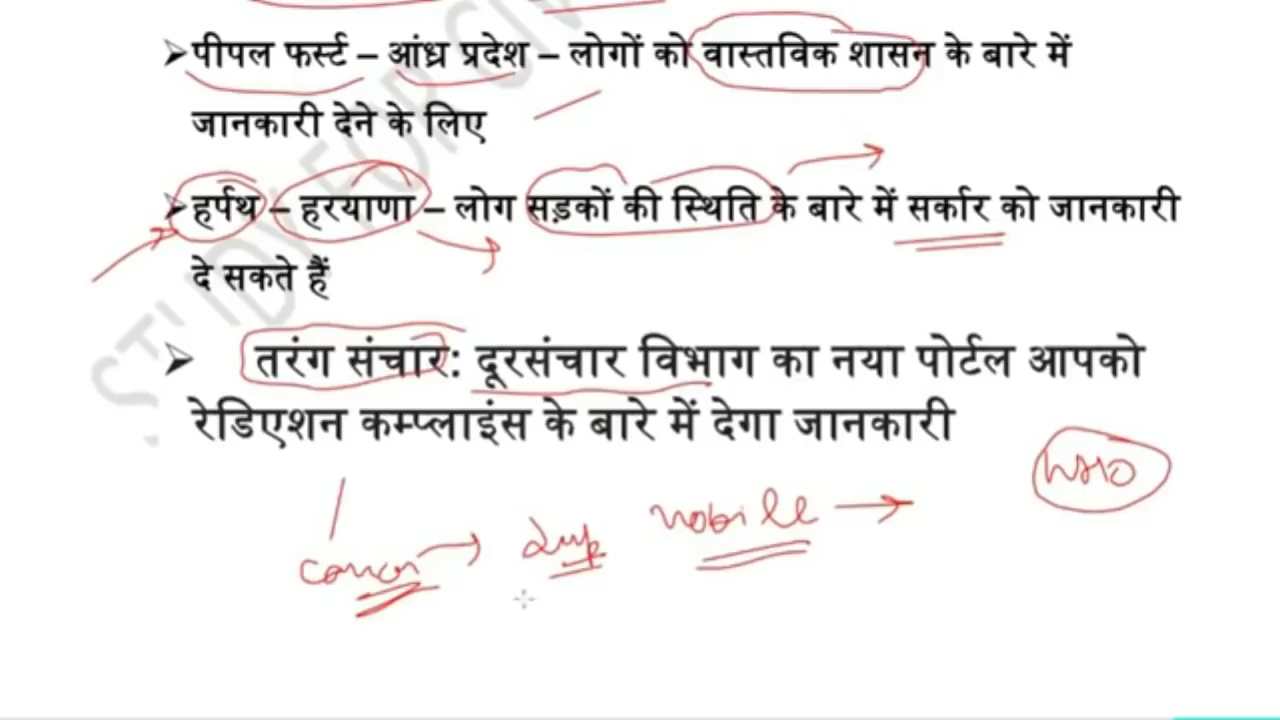 ➢पीपल फर्स्ट – आंध्र प्रदेश – लोगों को वास्तविक शासन के बारे में
जानकारी देने के लिए
➢हर्पथ – हरयाणा – लोग सड़कों की स्थिति के बारे में सर्कार को जानकारी
दे सकते हैं
➢ तरंग संचार: दूरसंचार विभाग का नया पोर्टल आपको
रेडिएशन कम्प्लाइंस के बारे में देगा जानकारी
WHO
mobile